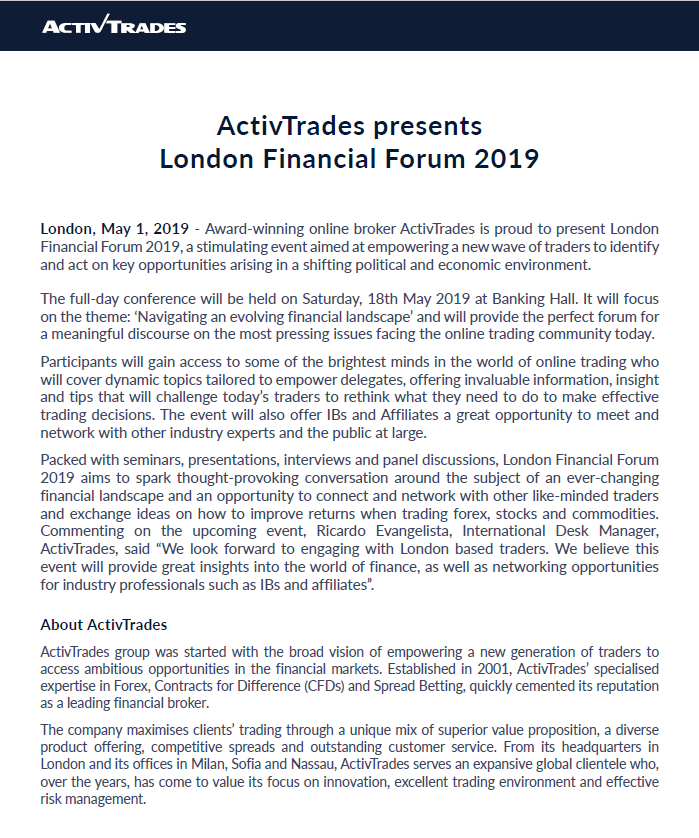 ACTIVTRADES
ActivTrades presents
London Financial Forum 2019
London, May 1, 2019 - Award-winning online broker ActivTrades is proud to present London
Financial Forum 2019, a stimulating event aimed at empowering a new wave of traders to identify
and act on key opportunities arising in a shifting political and economic environment.
The full-day conference will be held on Saturday, 18th May 2019 at Banking Hall. It will focus
on the theme: ‘Navigating an evolving financial landscape’ and will provide the perfect forum for
a meaningful discourse on the most pressing issues facing the online trading community today.
Participants will gain access to some of the brightest minds in the world of online trading who
will cover dynamic topics tailored to empower delegates, offering invaluable information, insight
and tips that will challenge today’s traders to rethink what they need to do to make effective
trading decisions. The event will also offer IBs and Affiliates a great opportunity to meet and
network with other industry experts and the public at large.
Packed with seminars, presentations, interviews and panel discussions, London Financial Forum
2019 aims to spark thought-provoking conversation around the subject of an ever-changing
financial landscape and an opportunity to connect and network with other like-minded traders
and exchange ideas on how to improve returns when trading forex, stocks and commodities.
Commenting on the upcoming event, Ricardo Evangelista, International Desk Manager,
ActivTrades, said “We look forward to engaging with London based traders. We believe this
event will provide great insights into the world of finance, as well as networking opportunities
for industry professionals such as IBs and affiliates”.
About ActivTrades
ActivTrades group was started with the broad vision of empowering a new generation of traders to
access ambitious opportunities in the financial markets. Established in 2001, ActivTrades’ specialised
expertise in Forex, Contracts for Difference (CFDs) and Spread Betting, quickly cemented its reputation
as a leading financial broker.
The company maximises clients’ trading through a unique mix of superior value proposition, a diverse
product offering, competitive spreads and outstanding customer service. From its headquarters in
London and its offices in Milan, Sofia and Nassau, ActivTrades serves an expansive global clientele who,
over the years, has come to value its focus on innovation, excellent trading environment and effective
risk management.